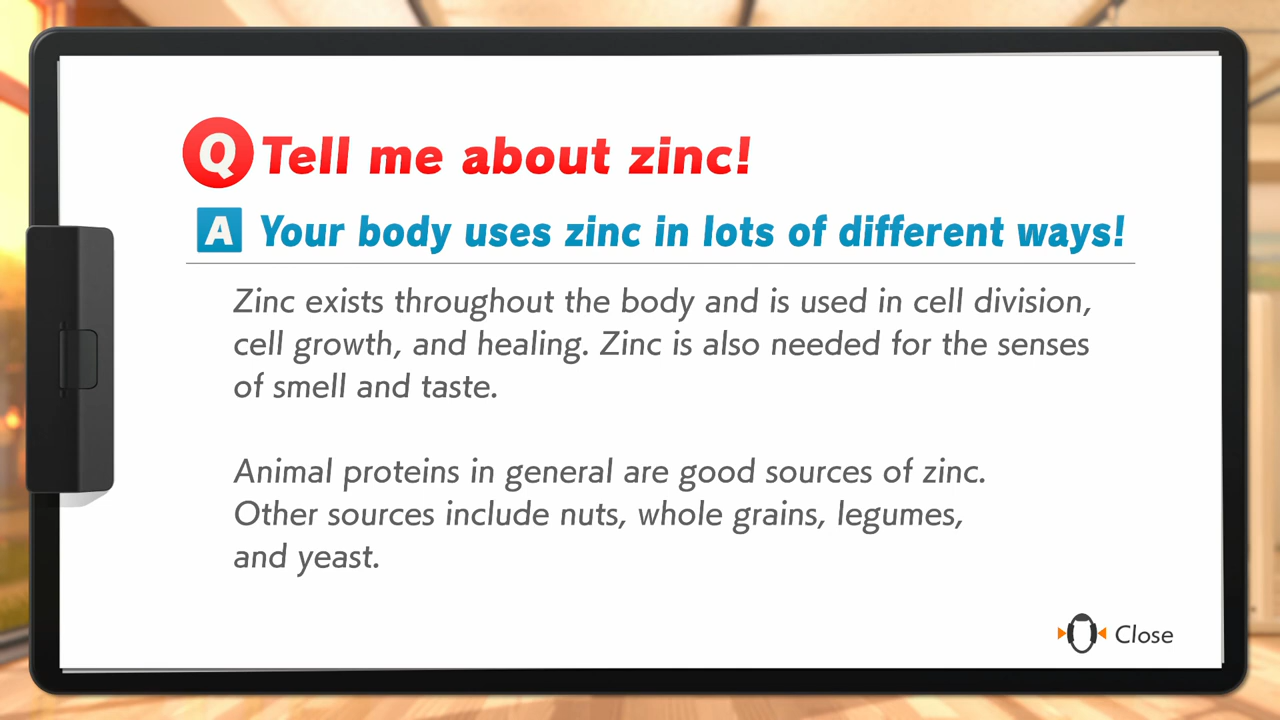 Q Tell me about zinc!
A Your body uses zinc in lots of different ways!
Zinc exists throughout the body and is used in cell division,
cell growth, and healing. Zinc is also needed for the senses
of smell and taste.
Animal proteins in general are good sources of zinc.
Other sources include nuts, whole grains, legumes,
and yeast.
Close